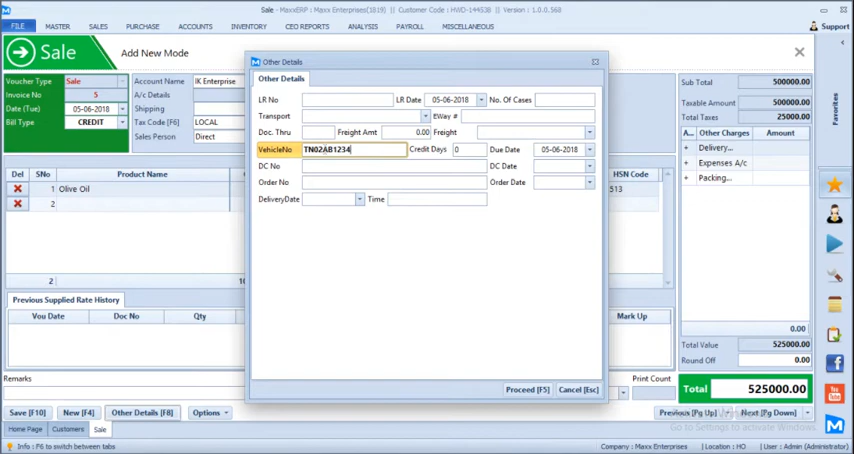 Sale - MaxxERP : Maxx Enterprises(1819) || Customer Code : HWD-144538 || Version : 1.0.0.568
FILE MASTER SALES PURCHASE ACCOUNTS INVENTORY CEO REPORTS ANALYSIS PAYROLL MISCELLANEOUS Support
Sale Add New Mode
Voucher Type Sale
Invoice No 5
Date (Tue) 05-06-2018
Bill Type CREDIT
Account Name IK Enterprise
A/c Details
Shipping
Tax Code [F6] LOCAL
Sales Person Direct
Other Details
Other Details
LR No LR Date 05-06-2018 No. Of Cases
Transport EWay #
Doc. Thru Freight Amt 0.00 Freight
VehicleNo TN02AB1234 Credit Days 0 Due Date 05-06-2018
DC No DC Date
Order No Order Date
DeliveryDate Time
Proceed [F5] Cancel [Esc]
Sub Total 500000.00
Taxable Amount 500000.00
Total Taxes 25000.00
A... Other Charges Amount
+ Delivery...
+ Expenses A/c
+ Packing...
Favorites
Del SNo Product Name HSN Code
1 Olive Oil 513
2
2 10
Previous Supplied Rate History
Vou Date Doc No Qty Mark Up
0.00
Total Value 525000.00
Round Off 0.00
Remarks Print Count
Total 525000.00
Save [F10] New [F4] Other Details [F8] Options Previous [Pg Up] Next [Pg Down]
Go to Settings to activate Windows.
Home Page Customers Sale
Info : F6 to switch between tabs Company : Maxx Enterprises | Location : HO | User : Admin (Administrator)